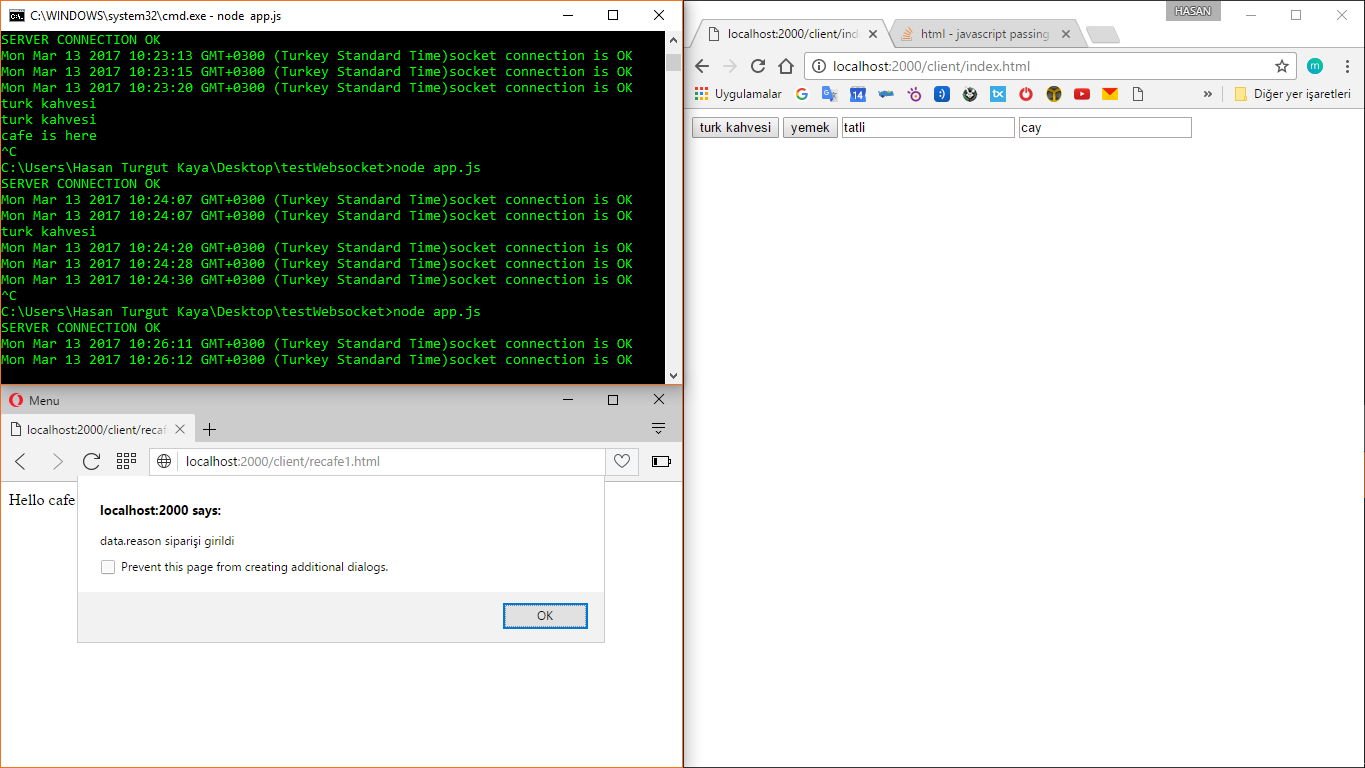 C:\WINDOWS\system32\cmd.exe - node  app.js
SERVER CONNECTION OK
Mon Mar 13 2017 10:23:13 GMT+0300 (Turkey Standard Time)socket connection is OK
Mon Mar 13 2017 10:23:15 GMT+0300 (Turkey Standard Time)socket connection is OK
Mon Mar 13 2017 10:23:20 GMT+0300 (Turkey Standard Time)socket connection is OK
turk kahvesi
turk kahvesi
cafe is here
^C
C:\Users\Hasan Turgut Kaya\Desktop\testWebsocket>node app.js
SERVER CONNECTION OK
Mon Mar 13 2017 10:24:07 GMT+0300 (Turkey Standard Time)socket connection is OK
Mon Mar 13 2017 10:24:07 GMT+0300 (Turkey Standard Time)socket connection is OK
turk kahvesi
Mon Mar 13 2017 10:24:20 GMT+0300 (Turkey Standard Time)socket connection is OK
Mon Mar 13 2017 10:24:28 GMT+0300 (Turkey Standard Time)socket connection is OK
Mon Mar 13 2017 10:24:30 GMT+0300 (Turkey Standard Time)socket connection is OK
^C
C:\Users\Hasan Turgut Kaya\Desktop\testWebsocket>node app.js
SERVER CONNECTION OK
Mon Mar 13 2017 10:26:11 GMT+0300 (Turkey Standard Time)socket connection is OK
Mon Mar 13 2017 10:26:12 GMT+0300 (Turkey Standard Time)socket connection is OK
Menu
localhost:2000/client/recaf
localhost:2000/client/recafe1.html
Hello cafe
localhost:2000 says:
data.reason siparişi girildi
Prevent this page from creating additional dialogs.
OK
HASAN
localhost:2000/client/ind
html - javascript passing
localhost:2000/client/index.html
m
Uygulamalar
14
Diğer yer işaretleri
turk kahvesi
yemek
tatli
cay